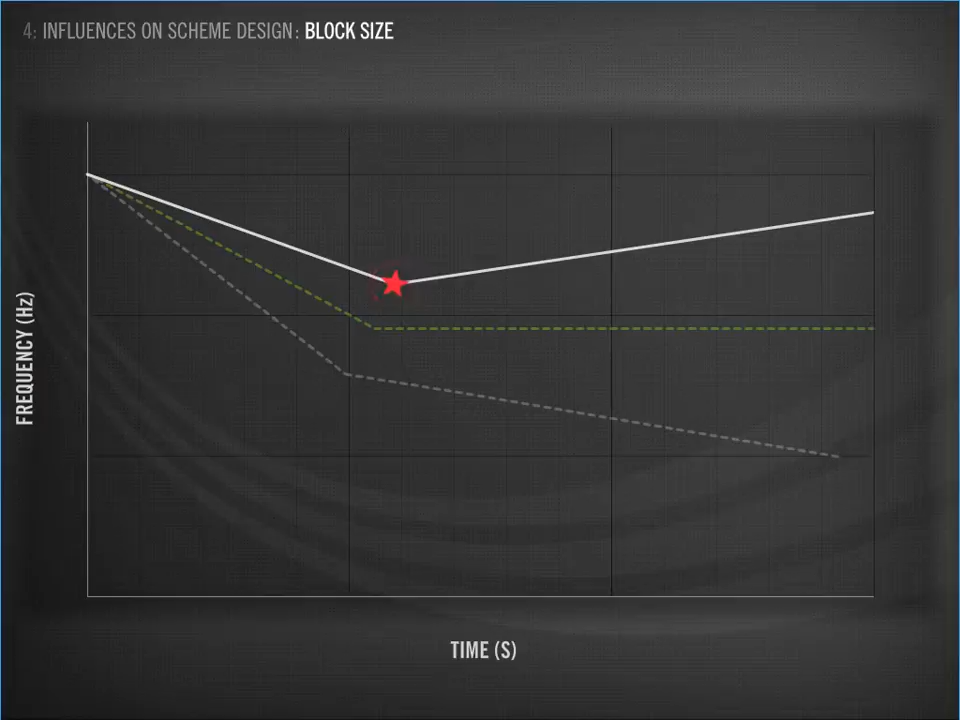 4: INFLUENCES ON SCHEME DESIGN: BLOCK SIZE
FREQUENCY (Hz)
TIME (S)